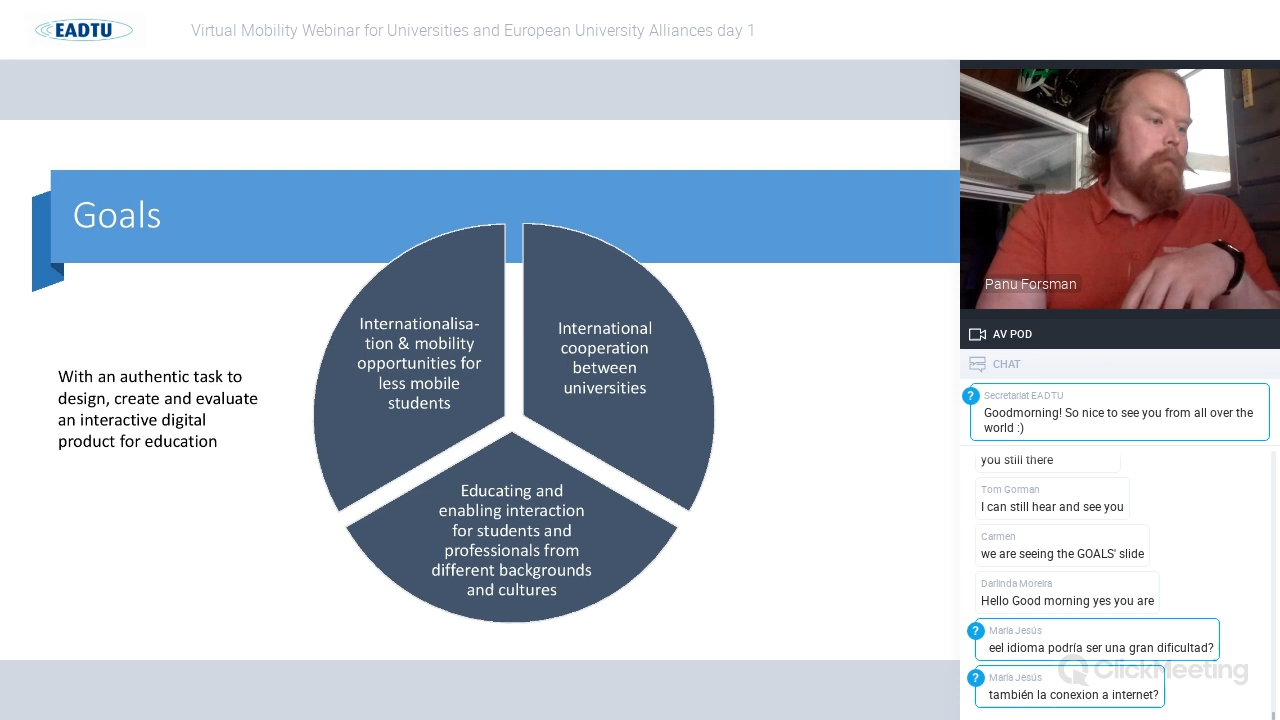 EADTU
Virtual Mobility Webinar for Universities and European University Alliances day 1
Goals
With an authentic task to
design, create and evaluate
an interactive digital
product for education
Internationalisa-
tion & mobility
opportunities for
less mobile
students
International
cooperation
between
universities
Educating and
enabling interaction
for students and
professionals from
different backgrounds
and cultures
Panu Forsman
AV POD
CHAT
?
Secretariat EADTU
Goodmorning! So nice to see you from all over the
world :)
you still there
Tom Gorman
I can still hear and see you
Carmen
we are seeing the GOALS' slide
Darlinda Moreira
Hello Good morning yes you are
?
María Jesús
eel idioma podría ser una gran dificultad?
ClickMeeting
?
María Jesús
también la conexion a internet?